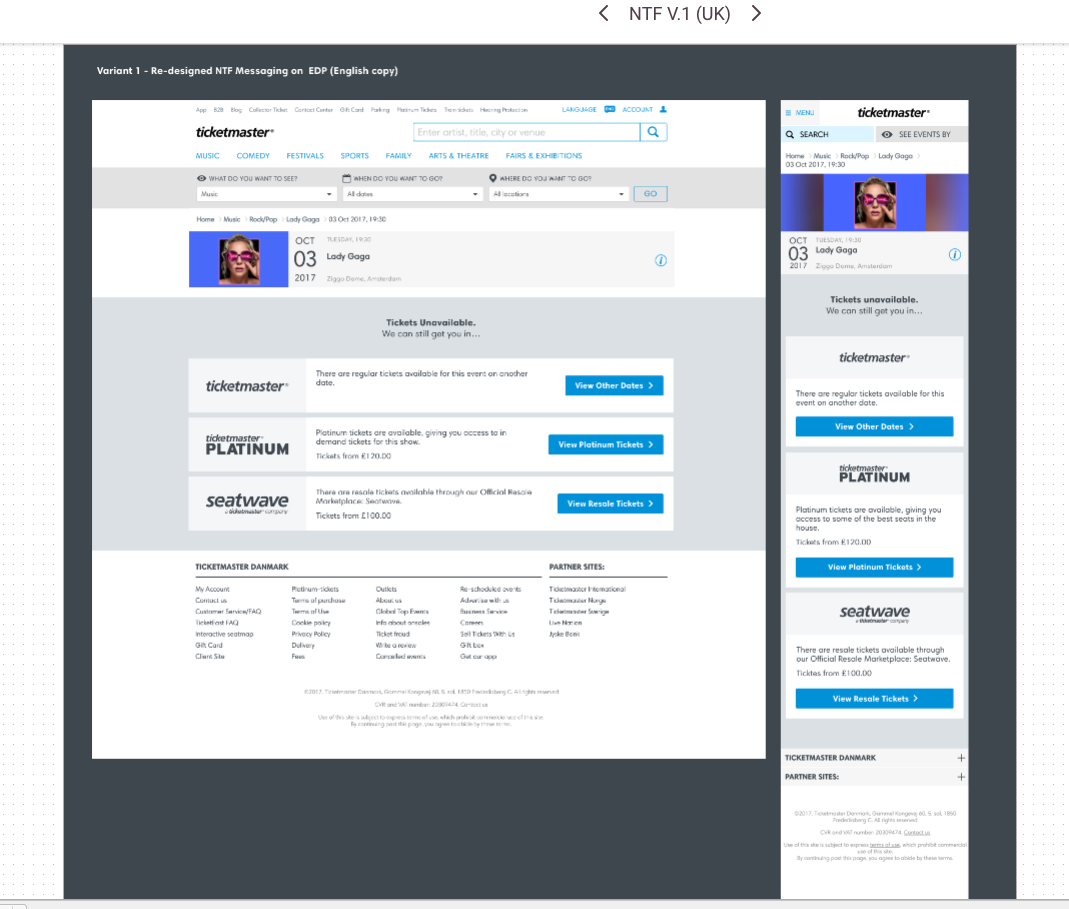 NTF V.1 (UK)
Variant 1 - Re-designed NTF Messaging on EDP (English copy)
App B2B Blog Collector Ticket Contact Center Gift Card Parking Platinum Tickets Train tickets Hearing Protection LANGUAGE ACCOUNT
ticketmaster®
Enter artist, title, city or venue
MUSIC COMEDY FESTIVALS SPORTS FAMILY ARTS & THEATRE FAIRS & EXHIBITIONS
WHAT DO YOU WANT TO SEE? WHEN DO YOU WANT TO GO? WHERE DO YOU WANT TO GO?
Music All dates All locations GO
Home Music Rock/Pop Lady Gaga 03 Oct 2017, 19:30
OCT
03
2017
TUESDAY, 19:30
Lady Gaga
Ziggo Dome, Amsterdam
Tickets Unavailable.
We can still get you in...
ticketmaster®
There are regular tickets available for this event on another
date.
View Other Dates
ticketmaster®
PLATINUM
Platinum tickets are available, giving you access to in
demand tickets for this show.
Tickets from £120.00
View Platinum Tickets
seatwave
a ticketmaster® company
There are resale tickets available through our Official Resale
Marketplace: Seatwave.
Tickets from £100.00
View Resale Tickets
TICKETMASTER DANMARK PARTNER SITES:
My Account Platinum-tickets Outlets Re-scheduled events Ticketmaster International
Contact us Terms of purchase About us Advertise with us Ticketmaster Norge
Customer Service/FAQ Terms of Use Global Top Events Business Service Ticketmaster Sverige
TicketFast FAQ Cookie policy Info about onsales Careers Live Nation
Interactive seatmap Privacy Policy Ticket fraud Sell Tickets With Us Jyske Bank
Gift Card Delivery Write a review Gift box
Client Site Fees Cancelled events Get our app
©2017. Ticketmaster Danmark, Gammel Kongevej 60, 5. sal, 1850 Frederiksberg C. All rights reserved.
CVR and VAT number: 20309474. Contact us
Use of this site is subject to express terms of use, which prohibit commercial use of this site.
By continuing past this page, you agree to abide by these terms.
MENU ticketmaster®
SEARCH SEE EVENTS BY
Home Music Rock/Pop Lady Gaga
03 Oct 2017, 19:30
OCT
03
2017
TUESDAY, 19:30
Lady Gaga
Ziggo Dome, Amsterdam
Tickets unavailable.
We can still get you in...
ticketmaster®
There are regular tickets available for this
event on another date.
View Other Dates
ticketmaster®
PLATINUM
Platinum tickets are available, giving you
access to some of the best seats in the
house.
Tickets from £120.00
View Platinum Tickets
seatwave
a ticketmaster® company
There are resale tickets available through
our Official Resale Marketplace: Seatwave.
Ticktes from £100.00
View Resale Tickets
TICKETMASTER DANMARK
PARTNER SITES:
©2017. Ticketmaster Danmark, Gammel Kongevej 60, 5. sal, 1850
Frederiksberg C. All rights reserved.
CVR and VAT number: 20309474. Contact us
Use of this site is subject to express terms of use, which prohibit commercial
use of this site.
By continuing past this page, you agree to abide by these terms.